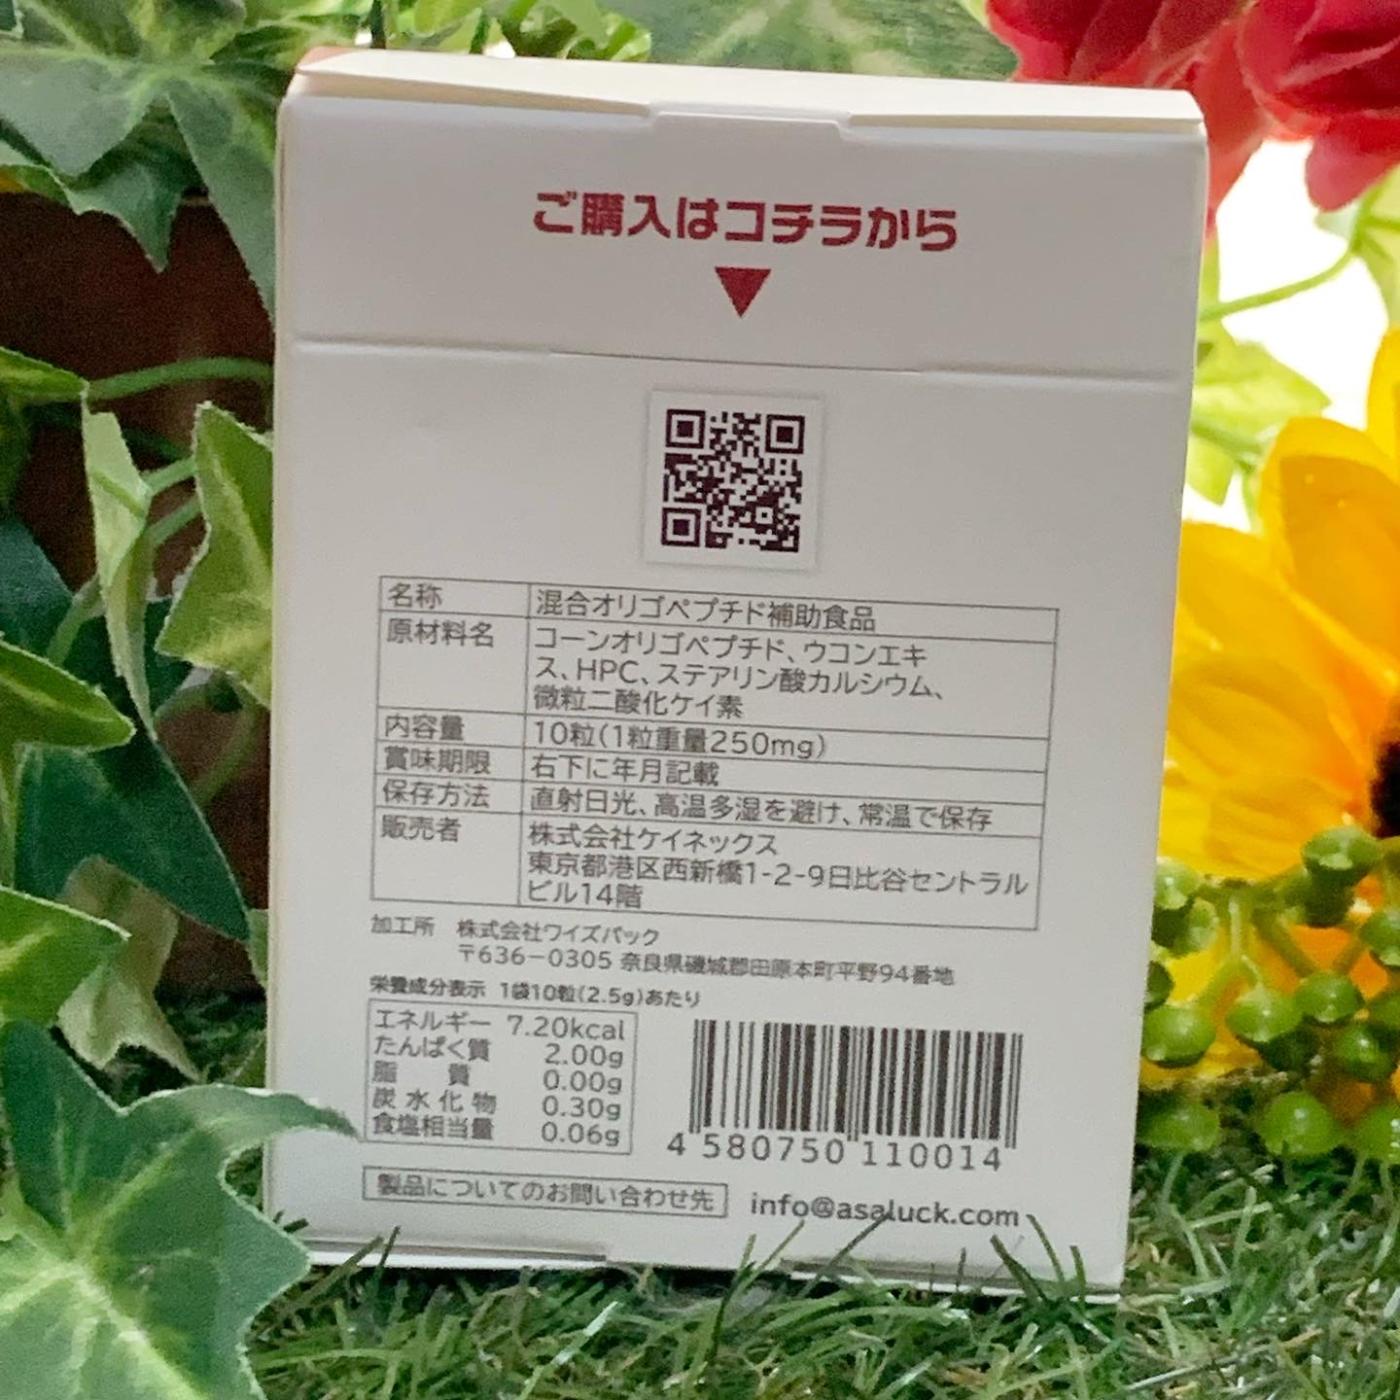 ご購入はコチラから
名称 混合オリゴペプチド補助食品
原材料名 コーンオリゴペプチド、ウコンエキ
ス、HPC、ステアリン酸カルシウム、
微粒二酸化ケイ素
内容量 10粒(1粒重量250mg)
賞味期限 右下に年月記載
保存方法 直射日光、高温多湿を避け、常温で保存
販売者 株式会社ケイネックス
東京都港区西新橋1-2-9日比谷セントラル
ビル14階
加工所 株式会社ワイズパック
〒636-0305 奈良県磯城郡田原本町平野94番地
栄養成分表示 1袋10粒(2.5g)あたり
エネルギー 7.20kcal
たんぱく質 2.00g
脂質 0.00g
炭水化物 0.30g
食塩相当量 0.06g
4 580750 110014
製品についてのお問い合わせ先 info@asaluck.com